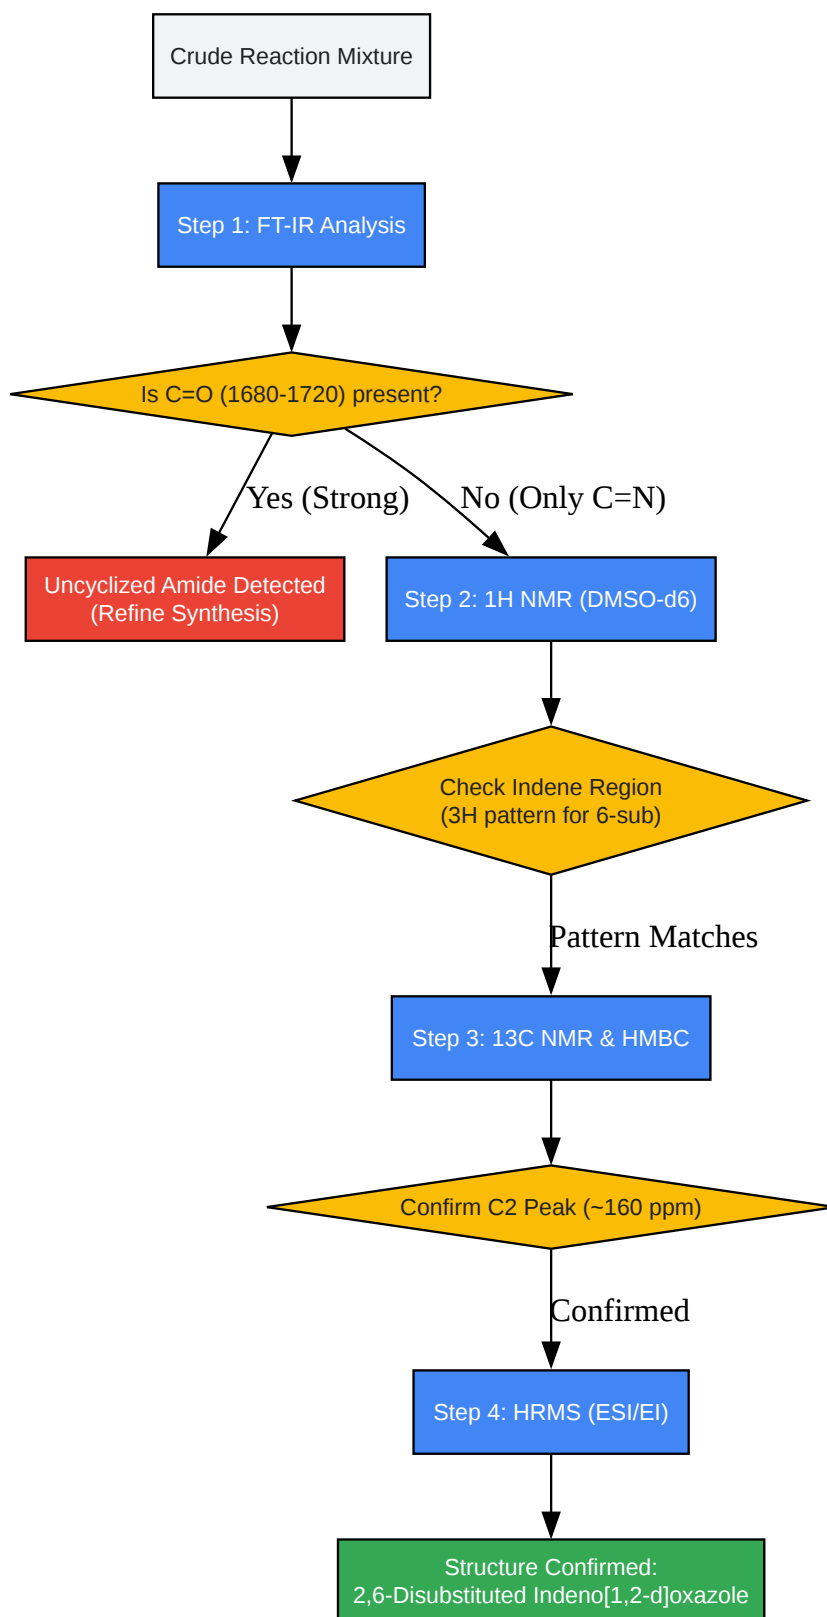 Crude Reaction Mixture
Step 1: FT-IR Analysis
Is C=O (1680-1720) present?
Yes (Strong)
No (Only C=N)
Uncyclized Amide Detected
(Refine Synthesis)
Step 2: 1H NMR (DMSO-d6)
Check Indene Region
(3H pattern for 6-sub)
Pattern Matches
Step 3: 13C NMR & HMBC
Confirm C2 Peak (~160 ppm)
Confirmed
Step 4: HRMS (ESI/EI)
Structure Confirmed:
2,6-Disubstituted Indeno[1,2-d]oxazole